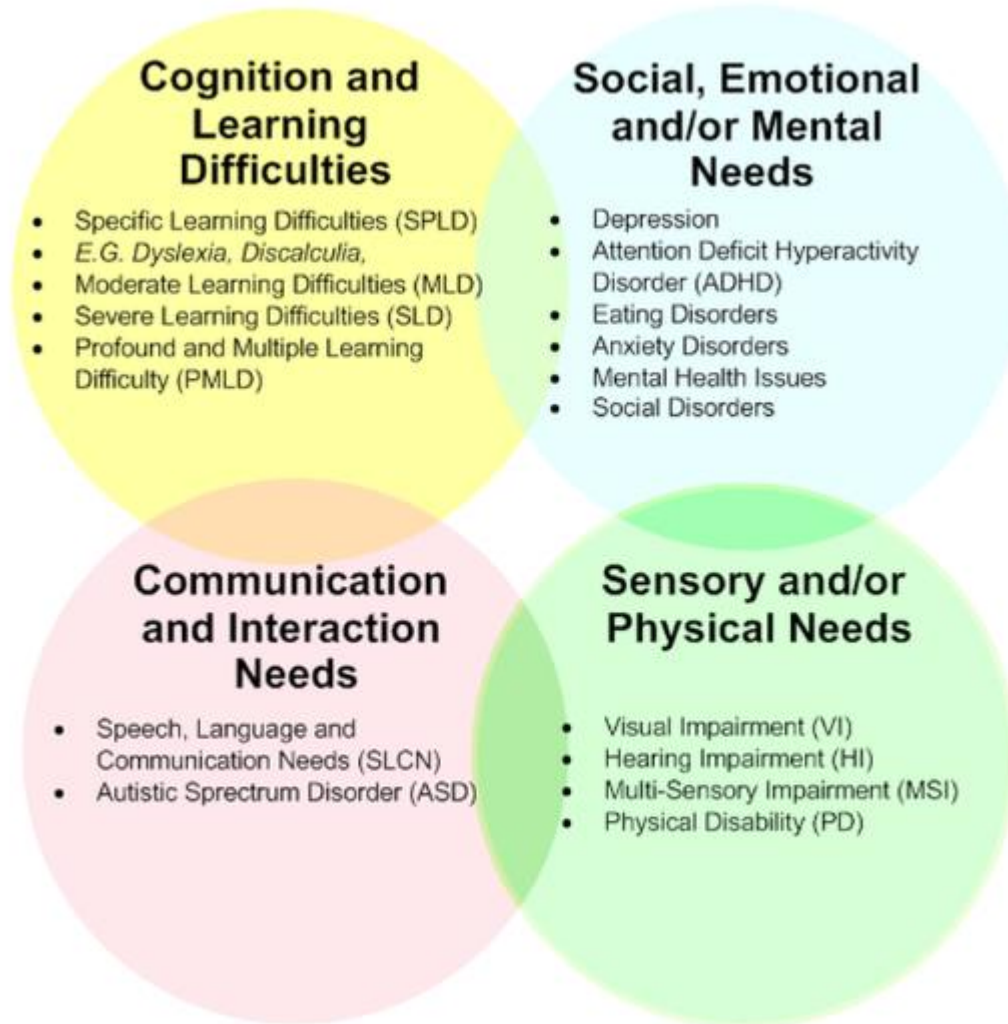 Cognition and
Learning
Difficulties
• Specific Learning Difficulties (SPLD)
• E.G. Dyslexia, Discalculia,
• Moderate Learning Difficulties (MLD)
• Severe Learning Difficulties (SLD)
• Profound and Multiple Learning
Difficulty (PMLD)
Social, Emotional
and/or Mental
Needs
• Depression
• Attention Deficit Hyperactivity
Disorder (ADHD)
• Eating Disorders
• Anxiety Disorders
• Mental Health Issues
• Social Disorders
Communication
and Interaction
Needs
• Speech, Language and
Communication Needs (SLCN)
• Autistic Sprectrum Disorder (ASD)
Sensory and/or
Physical Needs
• Visual Impairment (VI)
• Hearing Impairment (HI)
• Multi-Sensory Impairment (MSI)
• Physical Disability (PD)